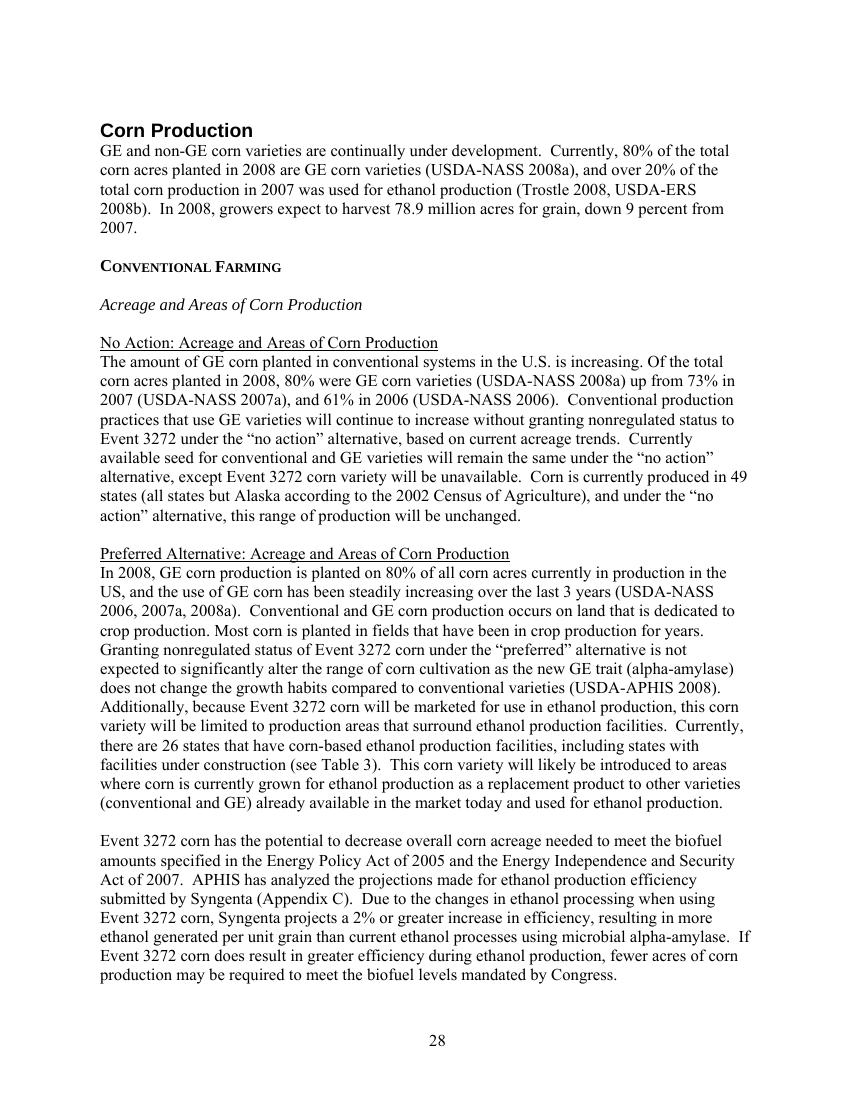 Corn Production
GE and non-GE corn varieties are continually under development.  Currently, 80% of the total
corn acres planted in 2008 are GE corn varieties (USDA-NASS 2008a), and over 20% of the
total corn production in 2007 was used for ethanol production (Trostle 2008, USDA-ERS
2008b).  In 2008, growers expect to harvest 78.9 million acres for grain, down 9 percent from
2007.
CONVENTIONAL FARMING
Acreage and Areas of Corn Production
No Action: Acreage and Areas of Corn Production
The amount of GE corn planted in conventional systems in the U.S. is increasing. Of the total
corn acres planted in 2008, 80% were GE corn varieties (USDA-NASS 2008a) up from 73% in
2007 (USDA-NASS 2007a), and 61% in 2006 (USDA-NASS 2006).  Conventional production
practices that use GE varieties will continue to increase without granting nonregulated status to
Event 3272 under the “no action” alternative, based on current acreage trends.  Currently
available seed for conventional and GE varieties will remain the same under the “no action”
alternative, except Event 3272 corn variety will be unavailable.  Corn is currently produced in 49
states (all states but Alaska according to the 2002 Census of Agriculture), and under the “no
action” alternative, this range of production will be unchanged.
Preferred Alternative: Acreage and Areas of Corn Production
In 2008, GE corn production is planted on 80% of all corn acres currently in production in the
US, and the use of GE corn has been steadily increasing over the last 3 years (USDA-NASS
2006, 2007a, 2008a).  Conventional and GE corn production occurs on land that is dedicated to
crop production. Most corn is planted in fields that have been in crop production for years.
Granting nonregulated status of Event 3272 corn under the “preferred” alternative is not
expected to significantly alter the range of corn cultivation as the new GE trait (alpha-amylase)
does not change the growth habits compared to conventional varieties (USDA-APHIS 2008).
Additionally, because Event 3272 corn will be marketed for use in ethanol production, this corn
variety will be limited to production areas that surround ethanol production facilities.  Currently,
there are 26 states that have corn-based ethanol production facilities, including states with
facilities under construction (see Table 3).  This corn variety will likely be introduced to areas
where corn is currently grown for ethanol production as a replacement product to other varieties
(conventional and GE) already available in the market today and used for ethanol production.
Event 3272 corn has the potential to decrease overall corn acreage needed to meet the biofuel
amounts specified in the Energy Policy Act of 2005 and the Energy Independence and Security
Act of 2007.  APHIS has analyzed the projections made for ethanol production efficiency
submitted by Syngenta (Appendix C).  Due to the changes in ethanol processing when using
Event 3272 corn, Syngenta projects a 2% or greater increase in efficiency, resulting in more
ethanol generated per unit grain than current ethanol processes using microbial alpha-amylase.  If
Event 3272 corn does result in greater efficiency during ethanol production, fewer acres of corn
production may be required to meet the biofuel levels mandated by Congress.
28